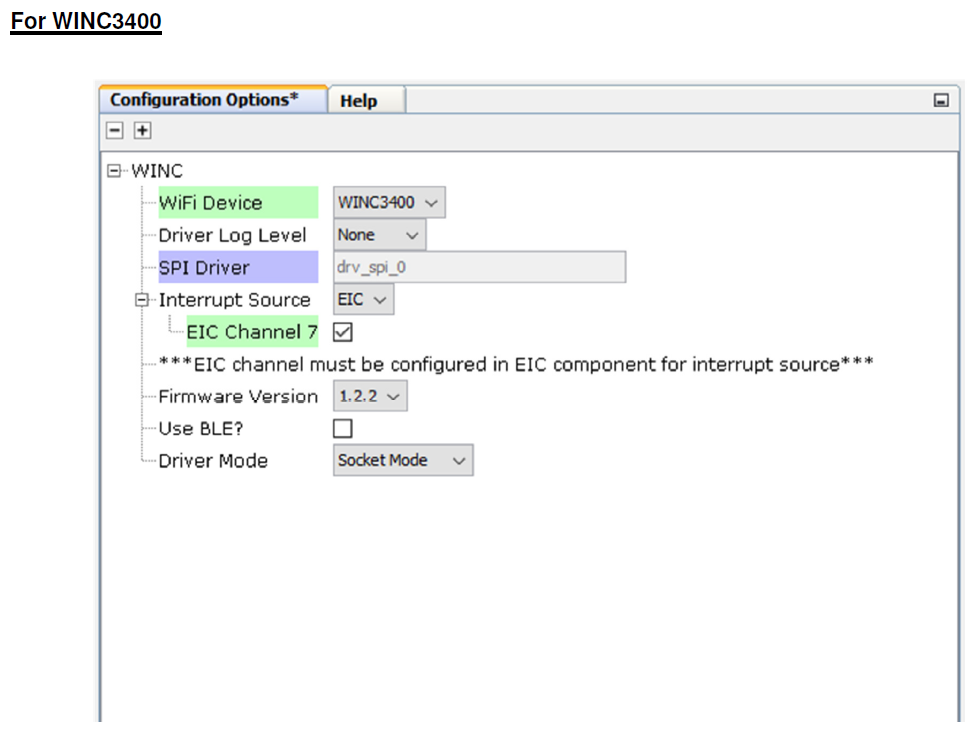 For WINC3400
Configuration Options* Help
WINC
WiFi Device WINC3400
Driver Log Level None
SPI Driver drv_spi_0
Interrupt Source EIC
EIC Channel 7
***EIC channel must be configured in EIC component for interrupt source***
Firmware Version 1.2.2
Use BLE?
Driver Mode Socket Mode